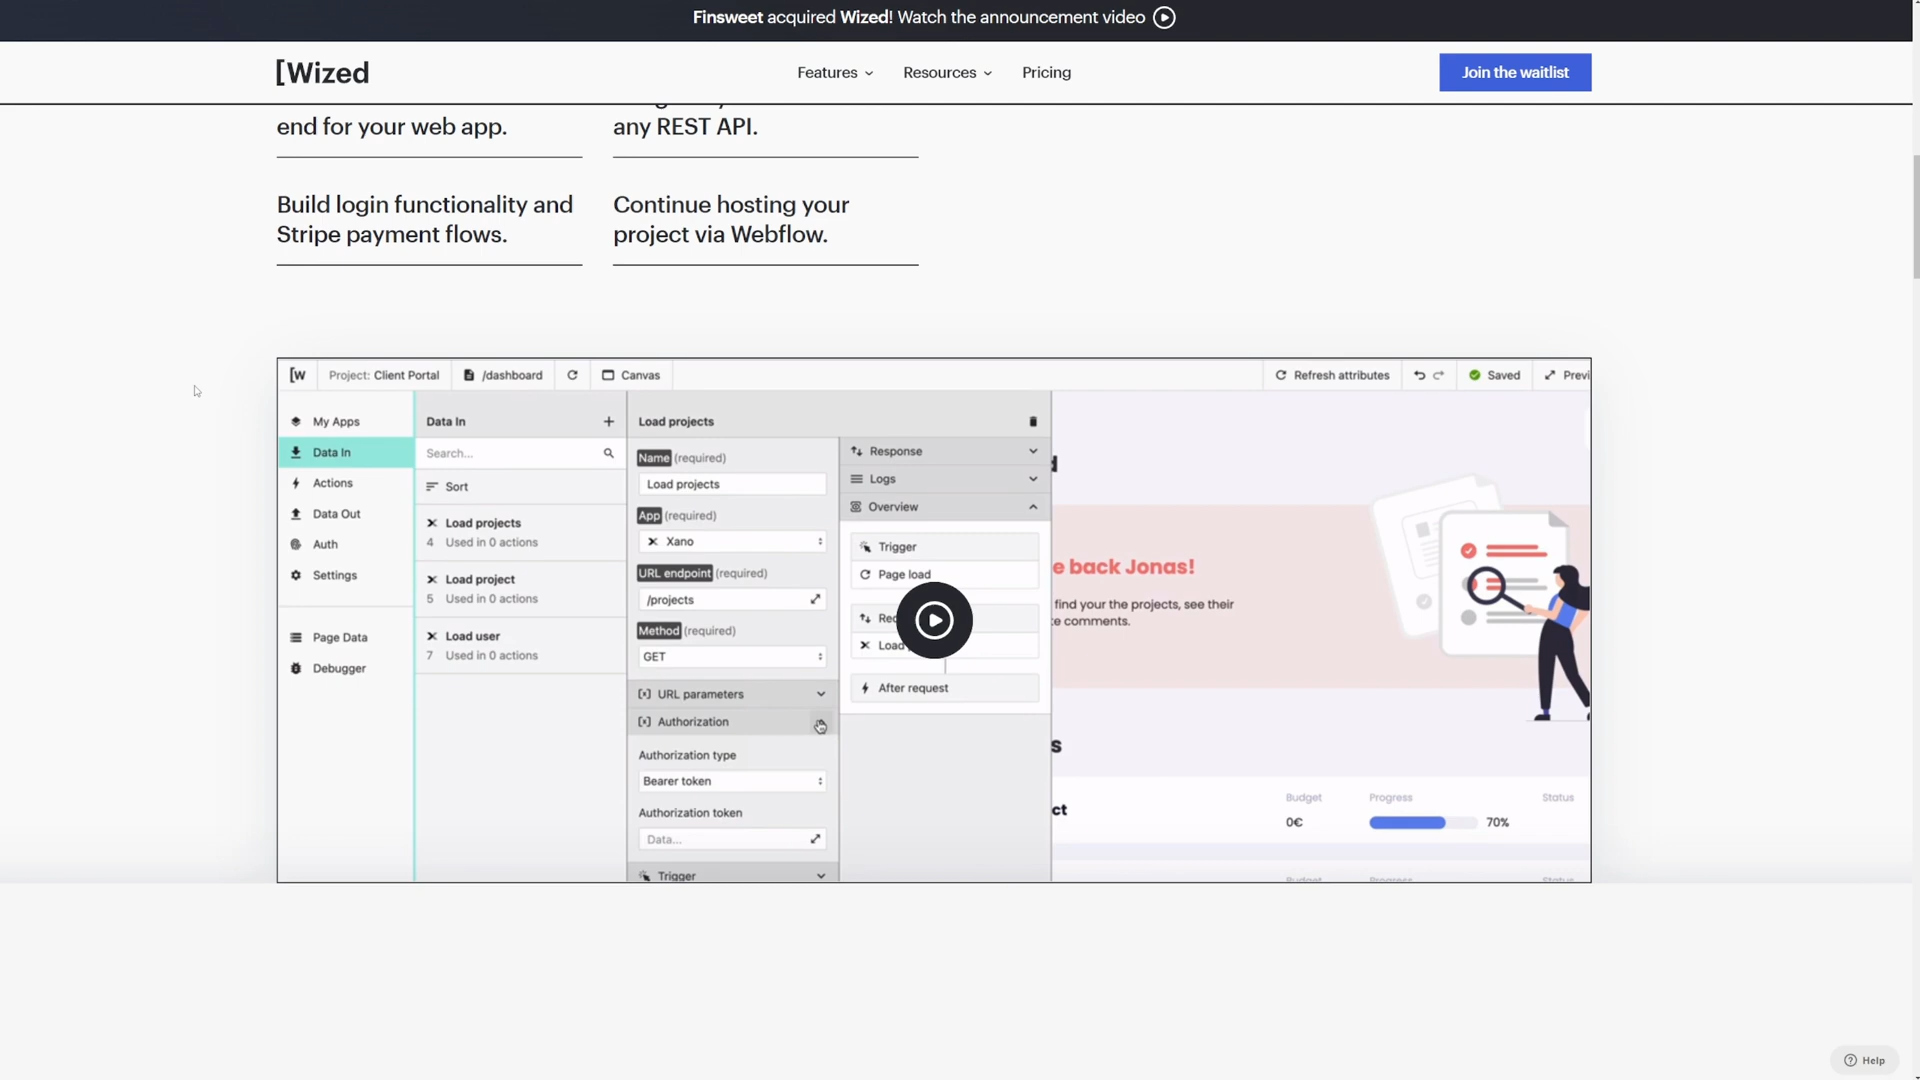 Finsweet acquired Wized! Watch the announcement video
[Wized
Features
Resources
Pricing
Join the waitlist
end for your web app.
any REST API.
Build login functionality and
Stripe payment flows.
Continue hosting your
project via Webflow.
[W
Project: Client Portal
/dashboard
Canvas
Refresh attributes
Saved
Previ
My Apps
Data In
Actions
Data Out
Auth
Settings
Page Data
Debugger
Data In
Search...
Sort
Load projects
4 Used in 0 actions
Load project
5 Used in 0 actions
Load user
7 Used in 0 actions
Load projects
Name (required)
Load projects
App (required)
Xano
URL endpoint (required)
/projects
Method (required)
GET
URL parameters
Authorization
Authorization type
Bearer token
Authorization token
Data...
Trigger
Response
Logs
Overview
Trigger
Page load
Load
After request
e back Jonas!
find your the projects, see their
e comments.
s
ct
Budget
Progress
Status
0€
70%
Budget
Progress
Status
Help